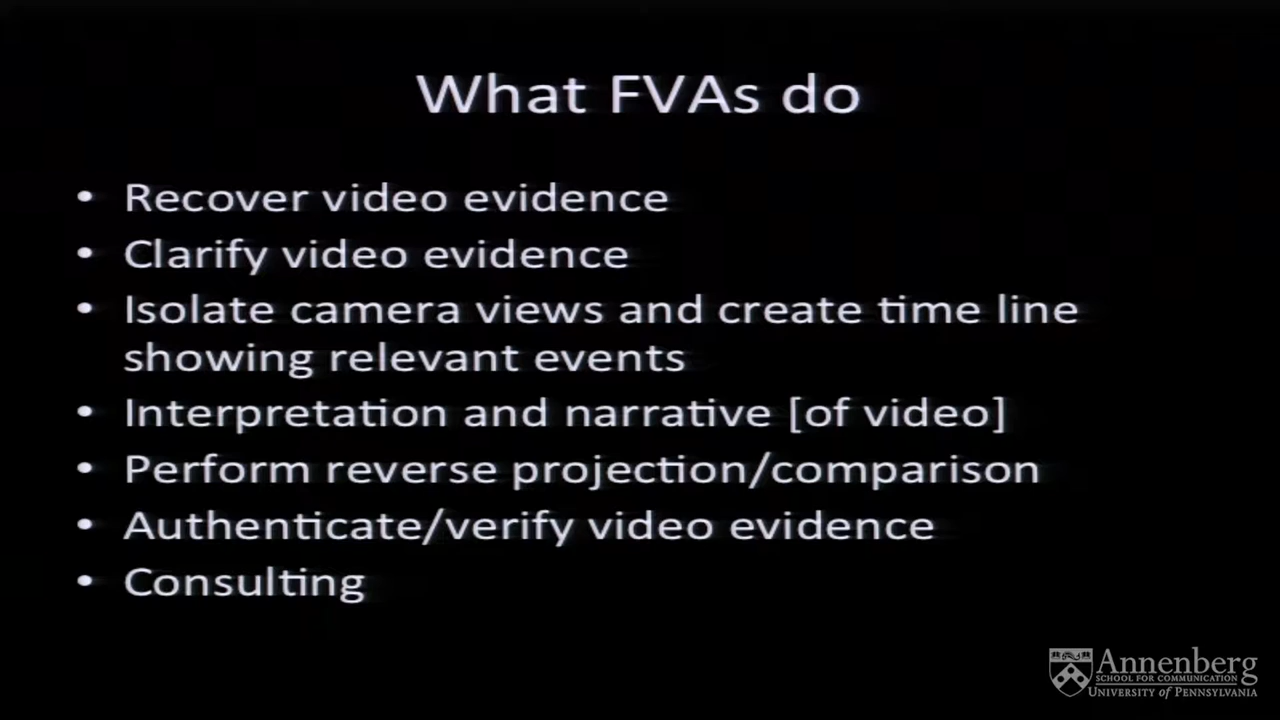 What FVAs do
• Recover video evidence
• Clarify video evidence
• Isolate camera views and create time line
showing relevant events
• Interpretation and narrative [of video]
• Perform reverse projection/comparison
• Authenticate/verify video evidence
• Consulting
Annenberg
SCHOOL FOR COMMUNICATION
UNIVERSITY of PENNSYLVANIA